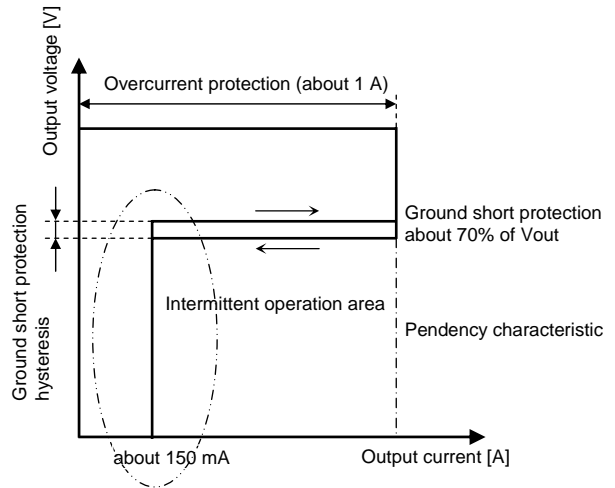 Output voltage [V]
Overcurrent protection (about 1 A)
Ground short protection
about 70% of Vout
Ground short protection
hysteresis
Intermittent operation area
Pendency characteristic
about 150 mA
Output current [A]